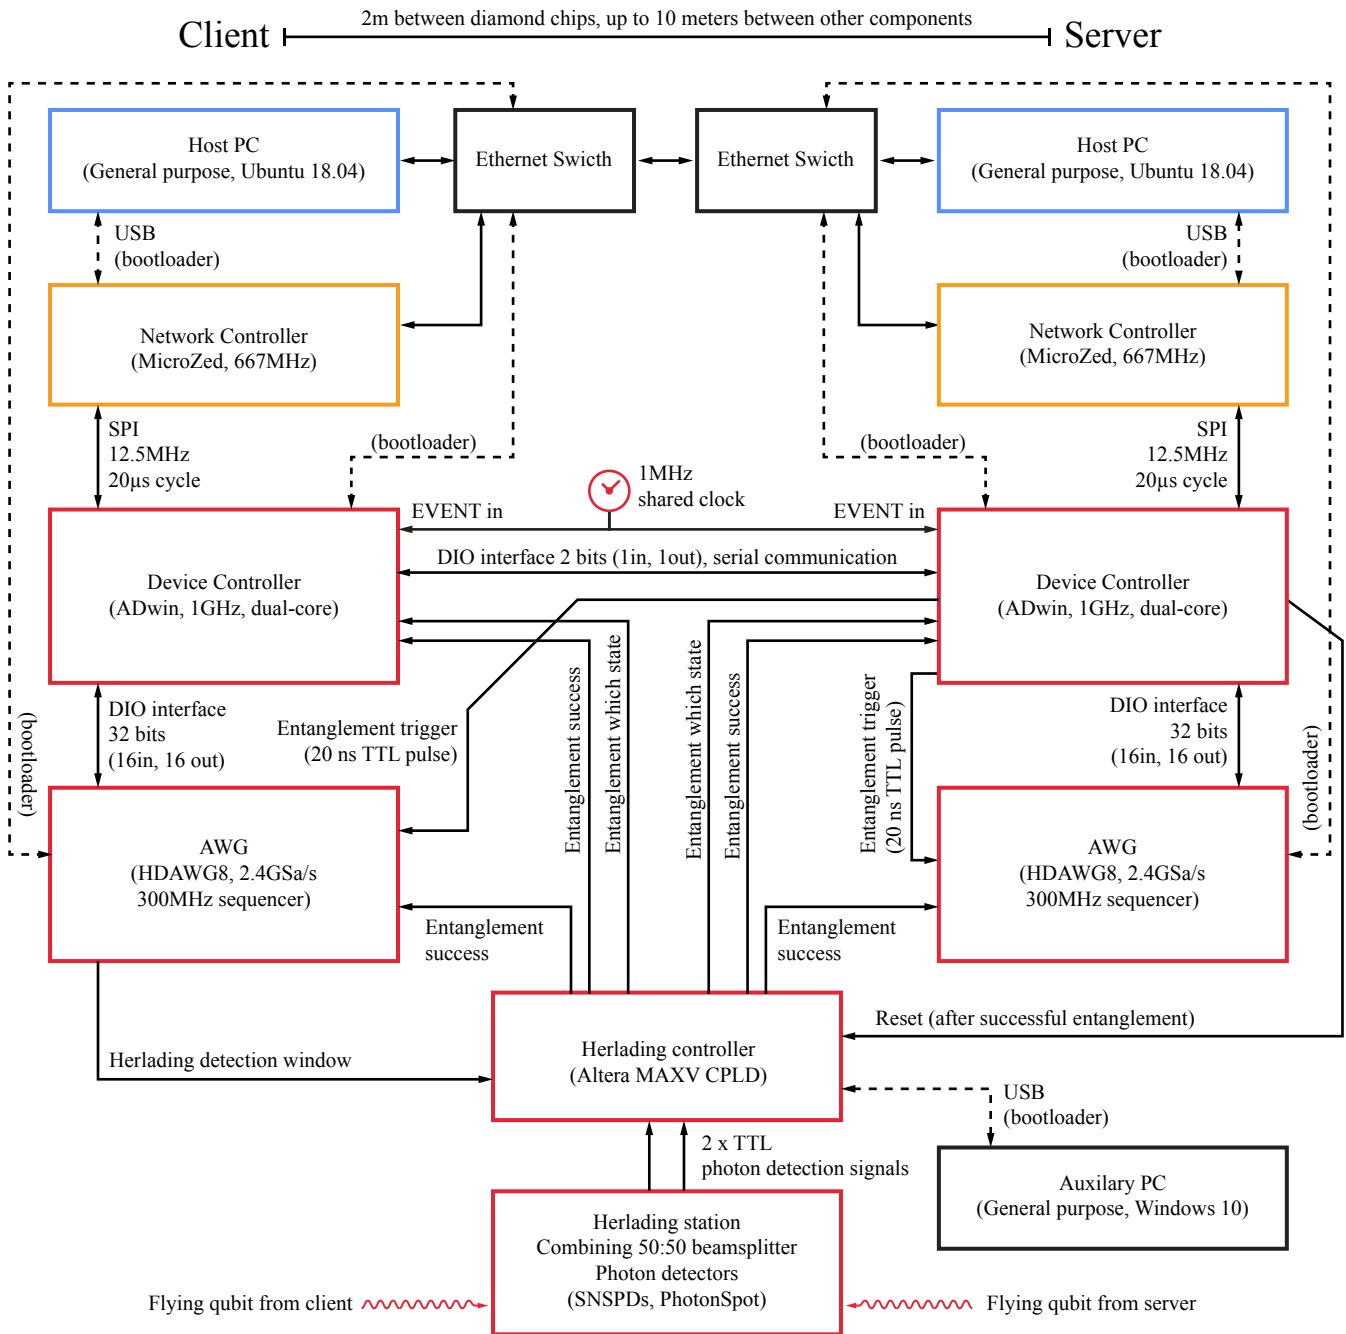 2m between diamond chips, up to 10 meters between other components
Client
Server
Host PC
(General purpose, Ubuntu 18.04)
Ethernet Swicth
Ethernet Swicth
Host PC
(General purpose, Ubuntu 18.04)
USB
(bootloader)
USB
(bootloader)
Network Controller
(MicroZed, 667MHz)
Network Controller
(MicroZed, 667MHz)
SPI
12.5MHz
20µs cycle
(bootloader)
(bootloader)
SPI
12.5MHz
20µs cycle
1MHz
shared clock
EVENT in
EVENT in
DIO interface 2 bits (1in, 1out), serial communication
Device Controller
(ADwin, 1GHz, dual-core)
Device Controller
(ADwin, 1GHz, dual-core)
(bootloader)
DIO interface
32 bits
(16in, 16 out)
Entanglement trigger
(20 ns TTL pulse)
Entanglement success
Entanglement which state
Entanglement which state
Entanglement success
Entanglement trigger
(20 ns TTL pulse)
DIO interface
32 bits
(16in, 16 out)
(bootloader)
AWG
(HDAWG8, 2.4GSa/s
300MHz sequencer)
AWG
(HDAWG8, 2.4GSa/s
300MHz sequencer)
Entanglement
success
Entanglement
success
Reset (after successful entanglement)
Herlading detection window
Herlading controller
(Altera MAXV CPLD)
USB
(bootloader)
2 x TTL
photon detection signals
Auxilary PC
(General purpose, Windows 10)
Herlading station
Combining 50:50 beamsplitter
Photon detectors
(SNSPDs, PhotonSpot)
Flying qubit from client
Flying qubit from server